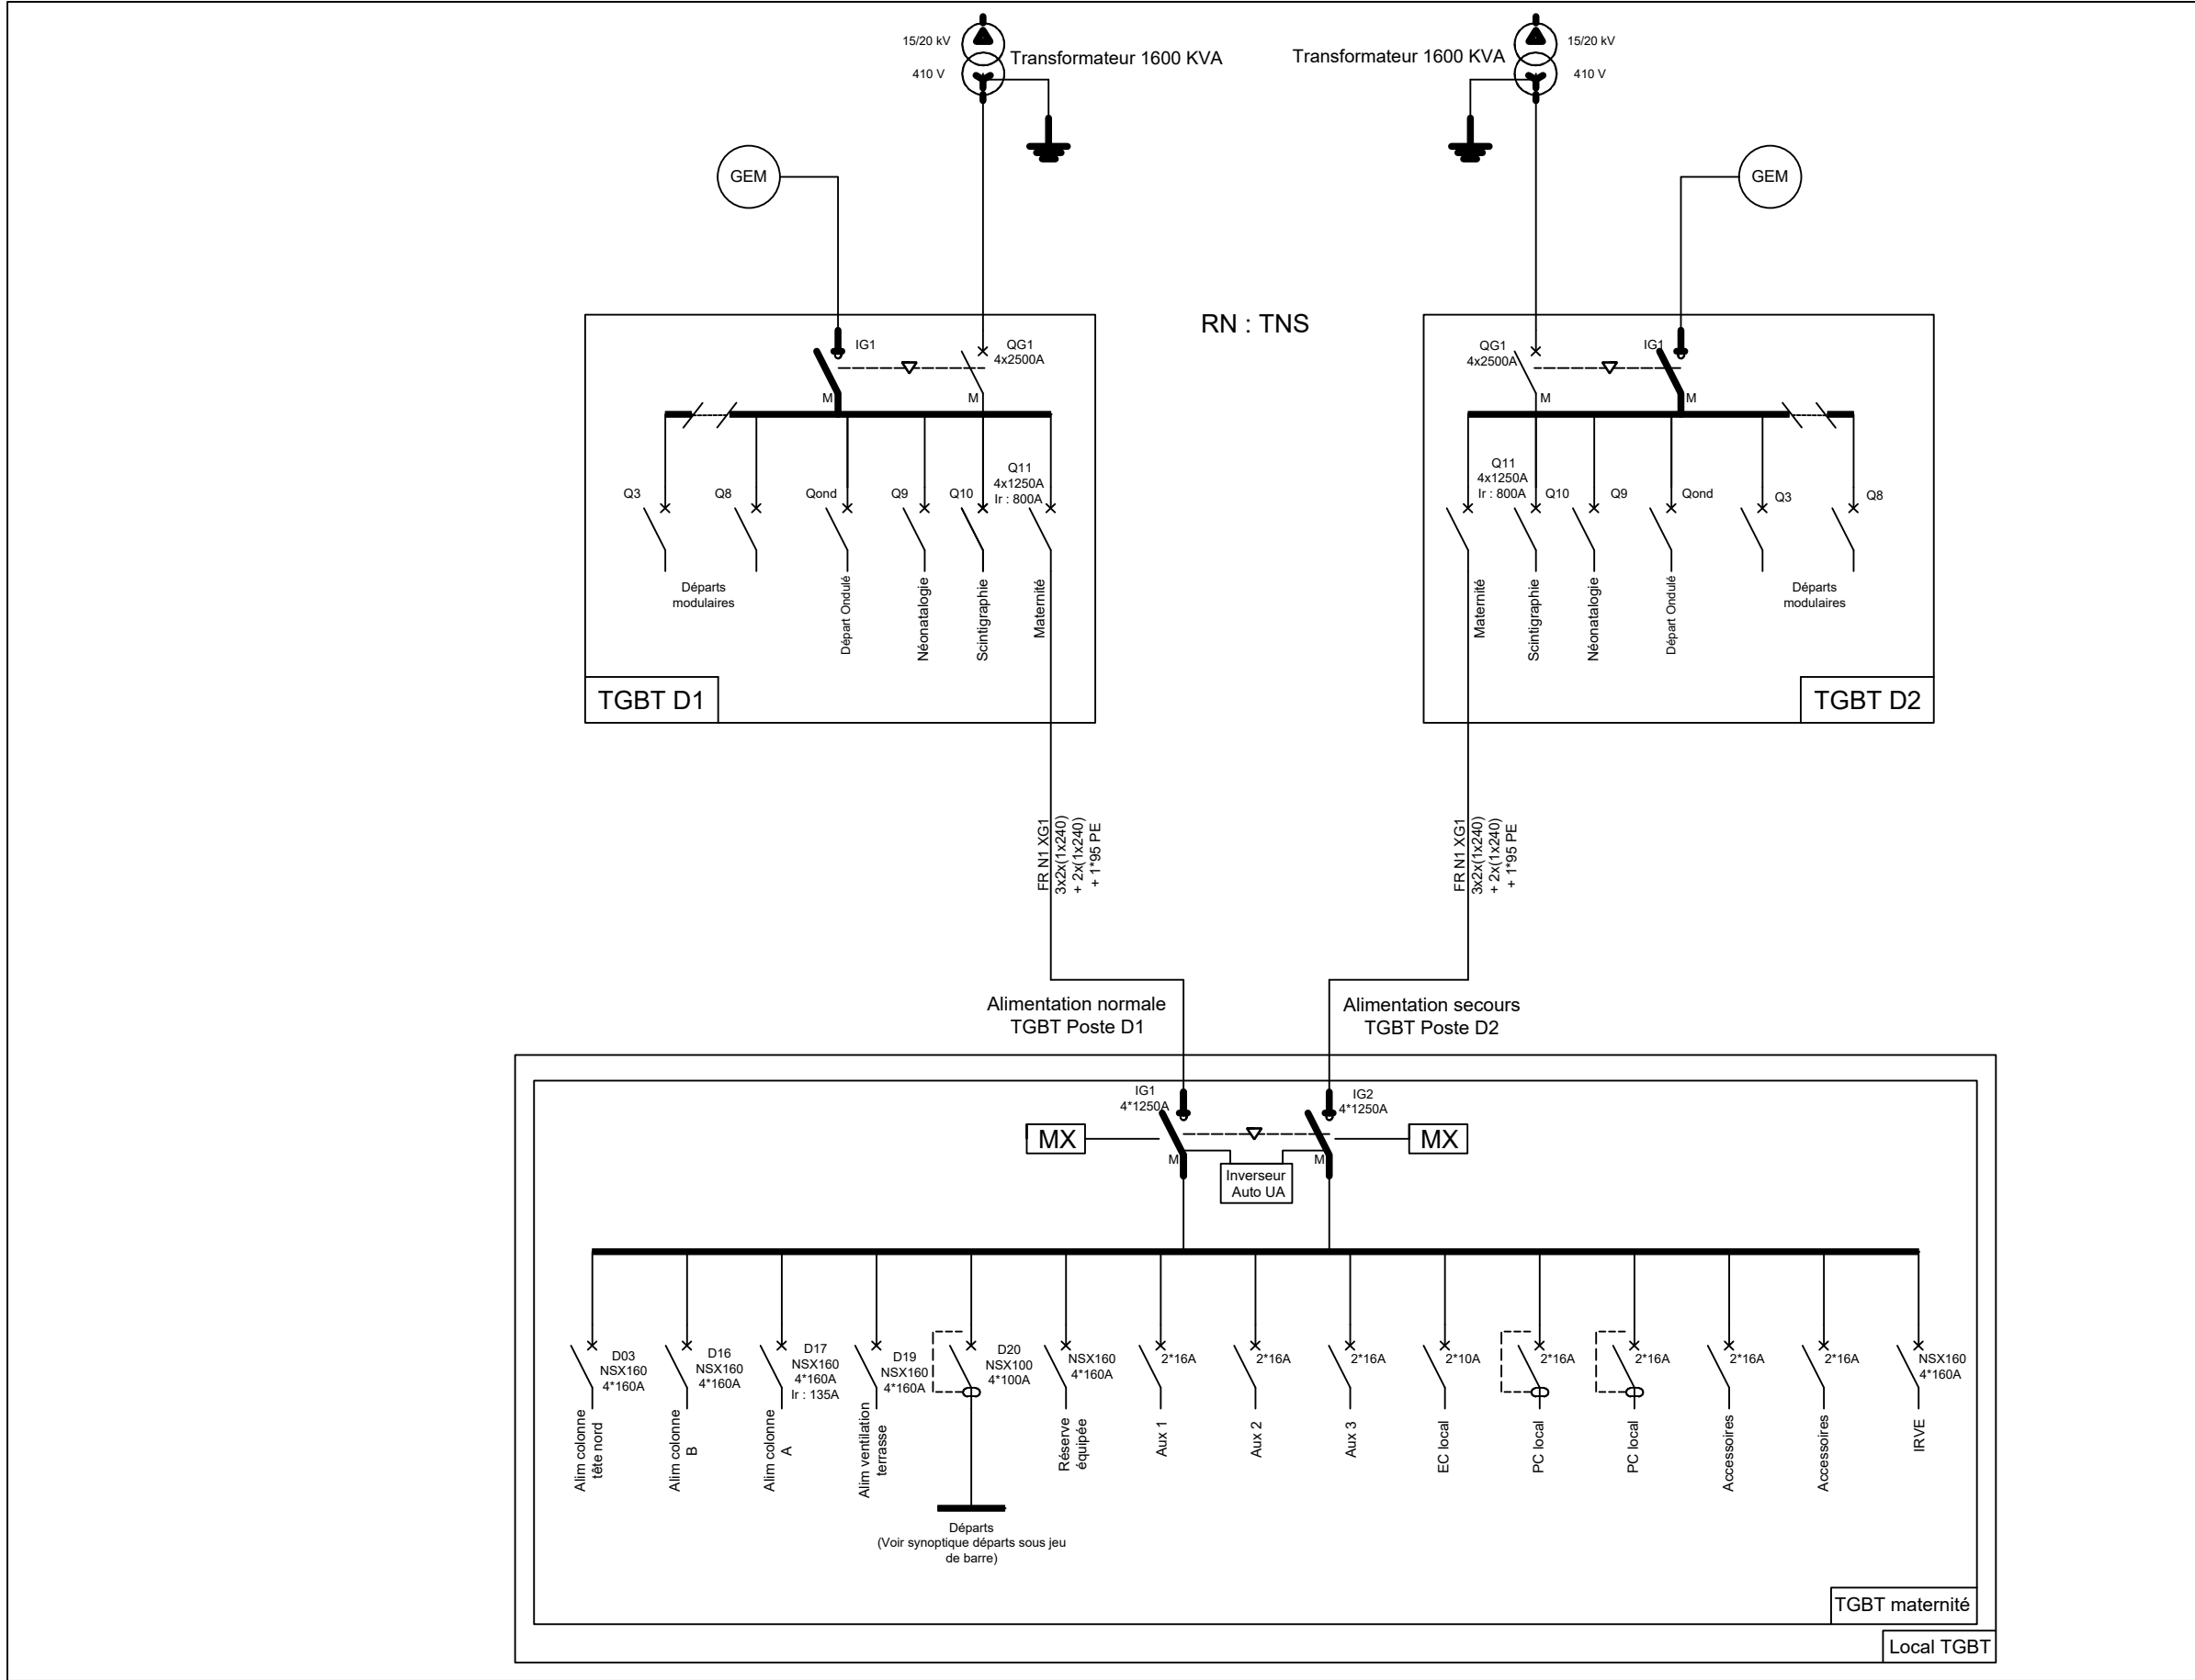 15/20 kV
410 V
Transformateur 1600 KVA
Transformateur 1600 KVA
15/20 kV
410 V
GEM
GEM
RN : TNS
IG1
QG1
4x2500A
M
M
Q3
Q8
Qond
Q9
Q10
Q11
4x1250A
Ir : 800A
Départs
modulaires
Départ Ondulé
Néonatalogie
Scintigraphie
Maternité
TGBT D1
QG1
4x2500A
IG1
M
M
Q11
4x1250A
Ir : 800A
Q10
Q9
Qond
Q3
Q8
Maternité
Scintigraphie
Néonatalogie
Départ Ondulé
Départs
modulaires
TGBT D2
FR N1 XG1
3x2x(1x240)
+ 2x(1x240)
+ 1*95 PE
FR N1 XG1
3x2x(1x240)
+ 2x(1x240)
+ 1*95 PE
Alimentation normale
TGBT Poste D1
Alimentation secours
TGBT Poste D2
IG1
4*1250A
IG2
4*1250A
MX
MX
M
M
Inverseur
Auto UA
D03
NSX160
4*160A
D16
NSX160
4*160A
D17
NSX160
4*160A
Ir : 135A
D19
NSX160
4*160A
D20
NSX100
4*100A
NSX160
4*160A
2*16A
2*16A
2*16A
2*10A
2*16A
2*16A
2*16A
2*16A
NSX160
4*160A
Alim colonne
tête nord
Alim colonne
B
Alim colonne
A
Alim ventilation
terrasse
Réserve
équipée
Aux 1
Aux 2
Aux 3
EC local
PC local
PC local
Accessoires
Accessoires
IRVE
Départs
(Voir synoptique départs sous jeu
de barre)
TGBT maternité
Local TGBT